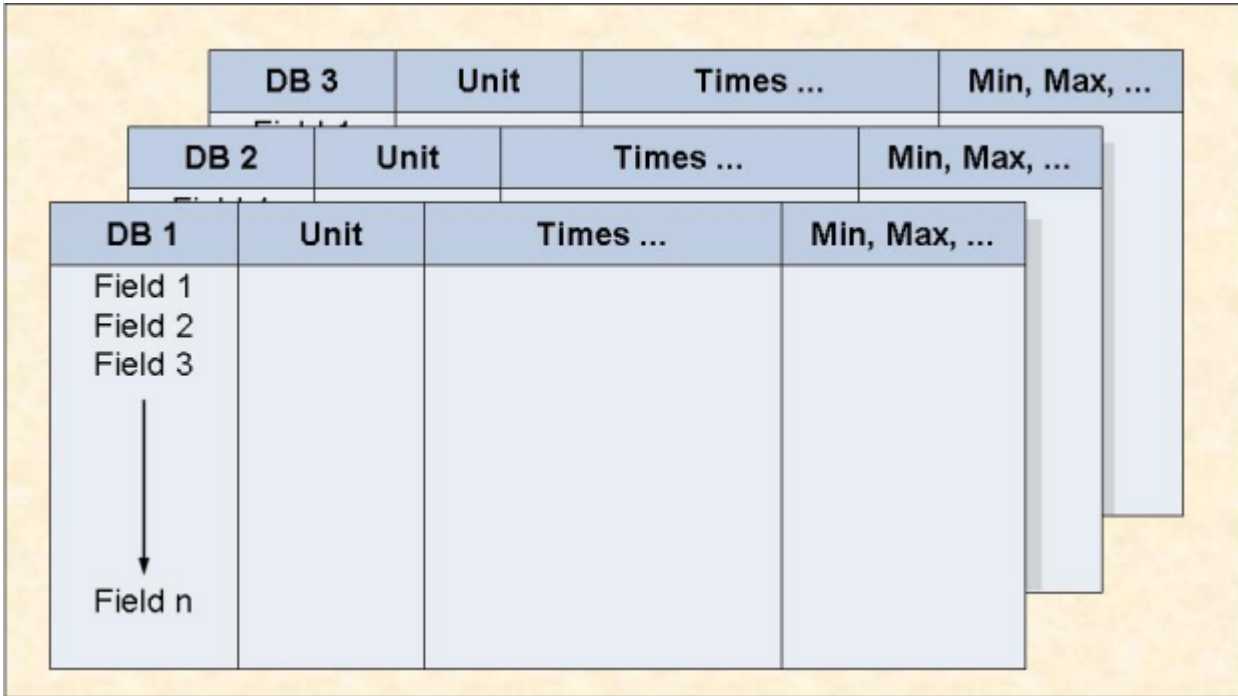 DB 3 Unit Times ... Min, Max, ...
DB 2 Unit Times ... Min, Max, ...
DB 1 Unit Times ... Min, Max, ...
Field 1
Field 2
Field 3
Field n